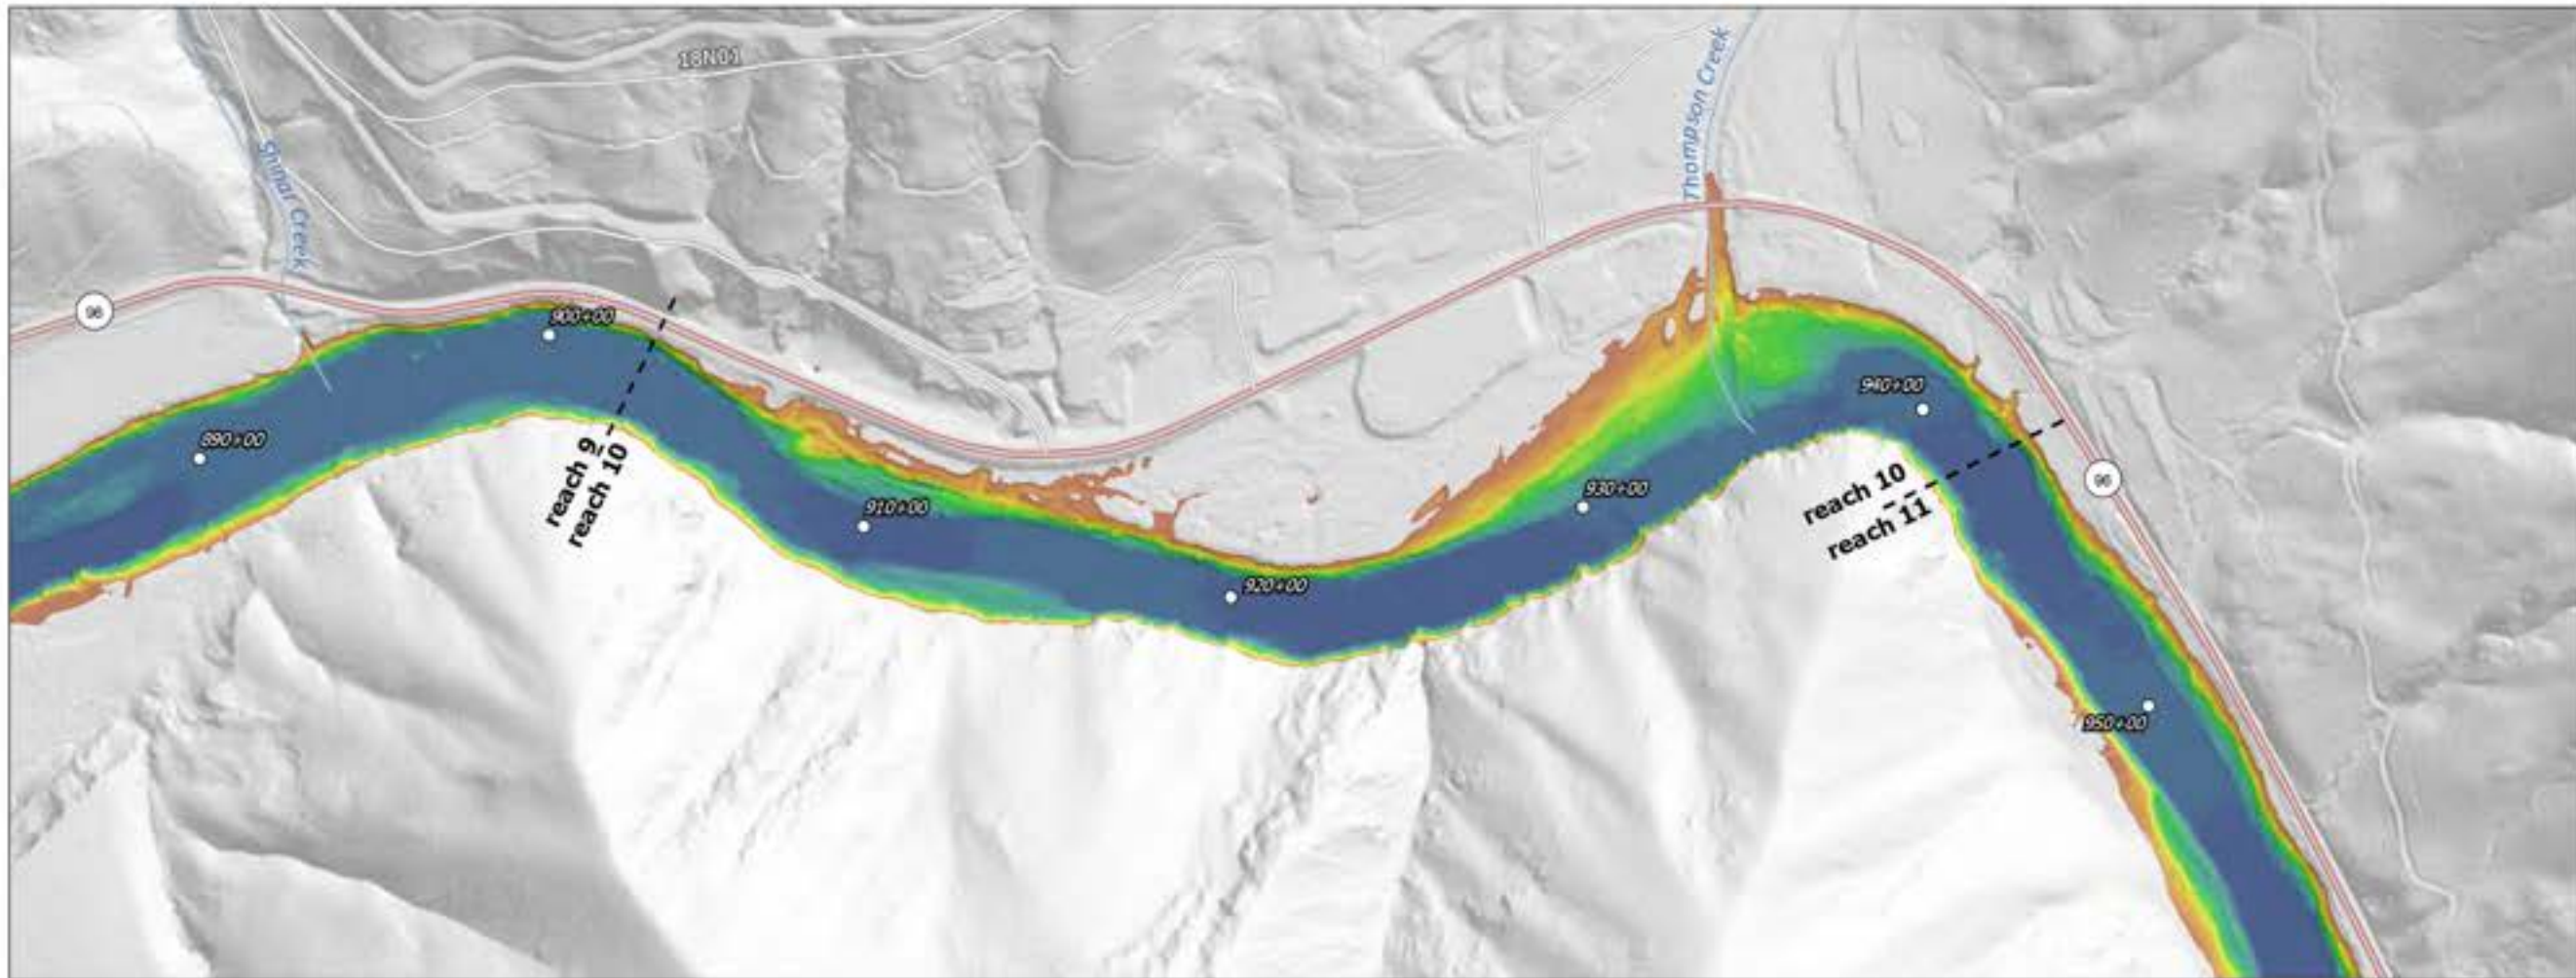 18N01
Thompson Creek
Shinar Creek
96
900+00
890+00
reach 9
reach 10
910+00
920+00
930+00
940+00
reach 10
reach 11
96
950+00